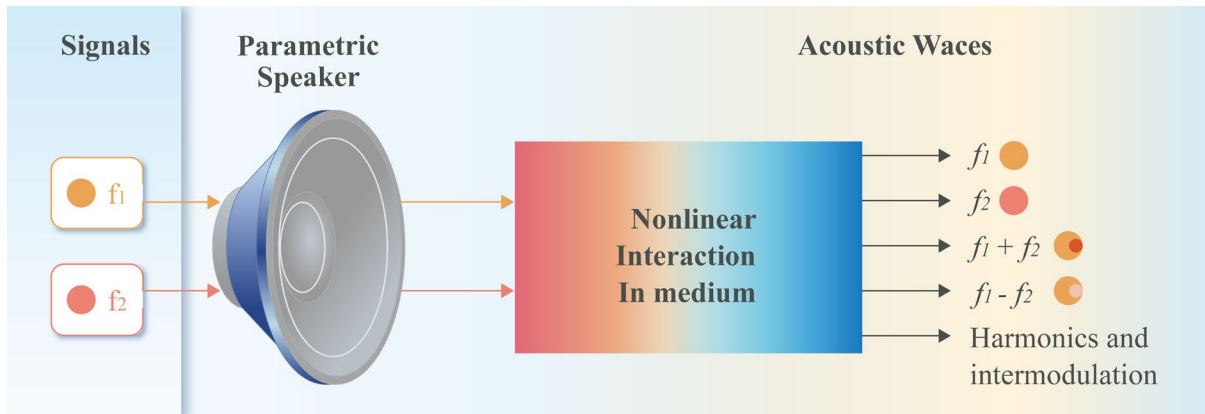 Signals
Parametric
Speaker
Acoustic Waces
f1
f2
Nonlinear
Interaction
In medium
f1
f2
f1 + f2
f1 - f2
Harmonics and
intermodulation